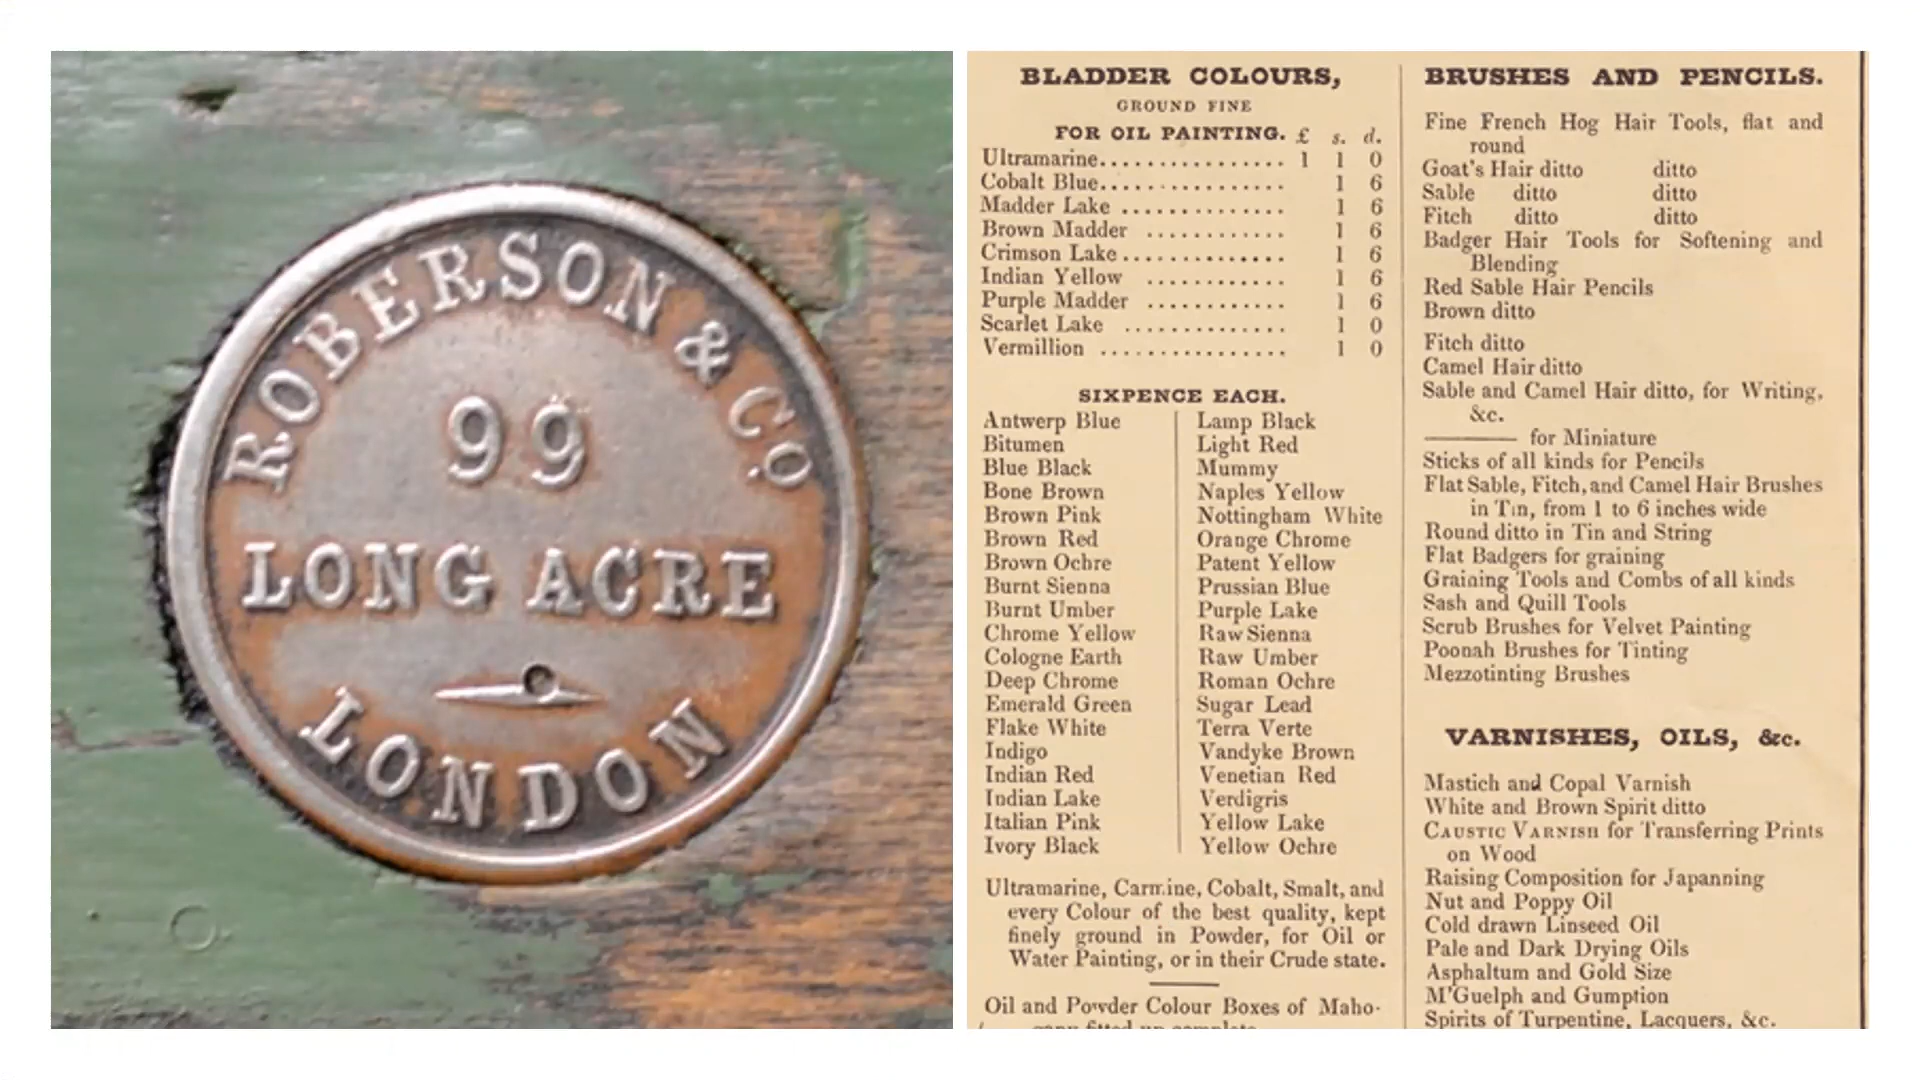 ROBERSON & Co
99
LONG ACRE
LONDON
BLADDER COLOURS,
GROUND FINE
FOR OIL PAINTING. £ s. d.
Ultramarine................ 1 1 0
Cobalt Blue................ 1 6
Madder Lake .............. 1 6
Brown Madder ............ 1 6
Crimson Lake.............. 1 6
Indian Yellow ............ 1 6
Purple Madder ............ 1 6
Scarlet Lake .............. 1 0
Vermillion ................ 1 0
SIXPENCE EACH.
Antwerp Blue
Bitumen
Blue Black
Bone Brown
Brown Pink
Brown Red
Brown Ochre
Burnt Sienna
Burnt Umber
Chrome Yellow
Cologne Earth
Deep Chrome
Emerald Green
Flake White
Indigo
Indian Red
Indian Lake
Italian Pink
Ivory Black
Lamp Black
Light Red
Mummy
Naples Yellow
Nottingham White
Orange Chrome
Patent Yellow
Prussian Blue
Purple Lake
Raw Sienna
Raw Umber
Roman Ochre
Sugar Lead
Terra Verte
Vandyke Brown
Venetian Red
Verdigris
Yellow Lake
Yellow Ochre
Ultramarine, Carmine, Cobalt, Smalt, and
every Colour of the best quality, kept
finely ground in Powder, for Oil or
Water Painting, or in their Crude state.
Oil and Powder Colour Boxes of Maho-
gany fitted up complete
BRUSHES AND PENCILS.
Fine French Hog Hair Tools, flat and
round
Goat's Hair ditto ditto
Sable ditto ditto
Fitch ditto ditto
Badger Hair Tools for Softening and
Blending
Red Sable Hair Pencils
Brown ditto
Fitch ditto
Camel Hair ditto
Sable and Camel Hair ditto, for Writing,
&c.
——— for Miniature
Sticks of all kinds for Pencils
Flat Sable, Fitch, and Camel Hair Brushes
in Tin, from 1 to 6 inches wide
Round ditto in Tin and String
Flat Badgers for graining
Graining Tools and Combs of all kinds
Sash and Quill Tools
Scrub Brushes for Velvet Painting
Poonah Brushes for Tinting
Mezzotinting Brushes
VARNISHES, OILS, &c.
Mastich and Copal Varnish
White and Brown Spirit ditto
CAUSTIC VARNISH for Transferring Prints
on Wood
Raising Composition for Japanning
Nut and Poppy Oil
Cold drawn Linseed Oil
Pale and Dark Drying Oils
Asphaltum and Gold Size
M'Guelph and Gumption
Spirits of Turpentine, Lacquers, &c.